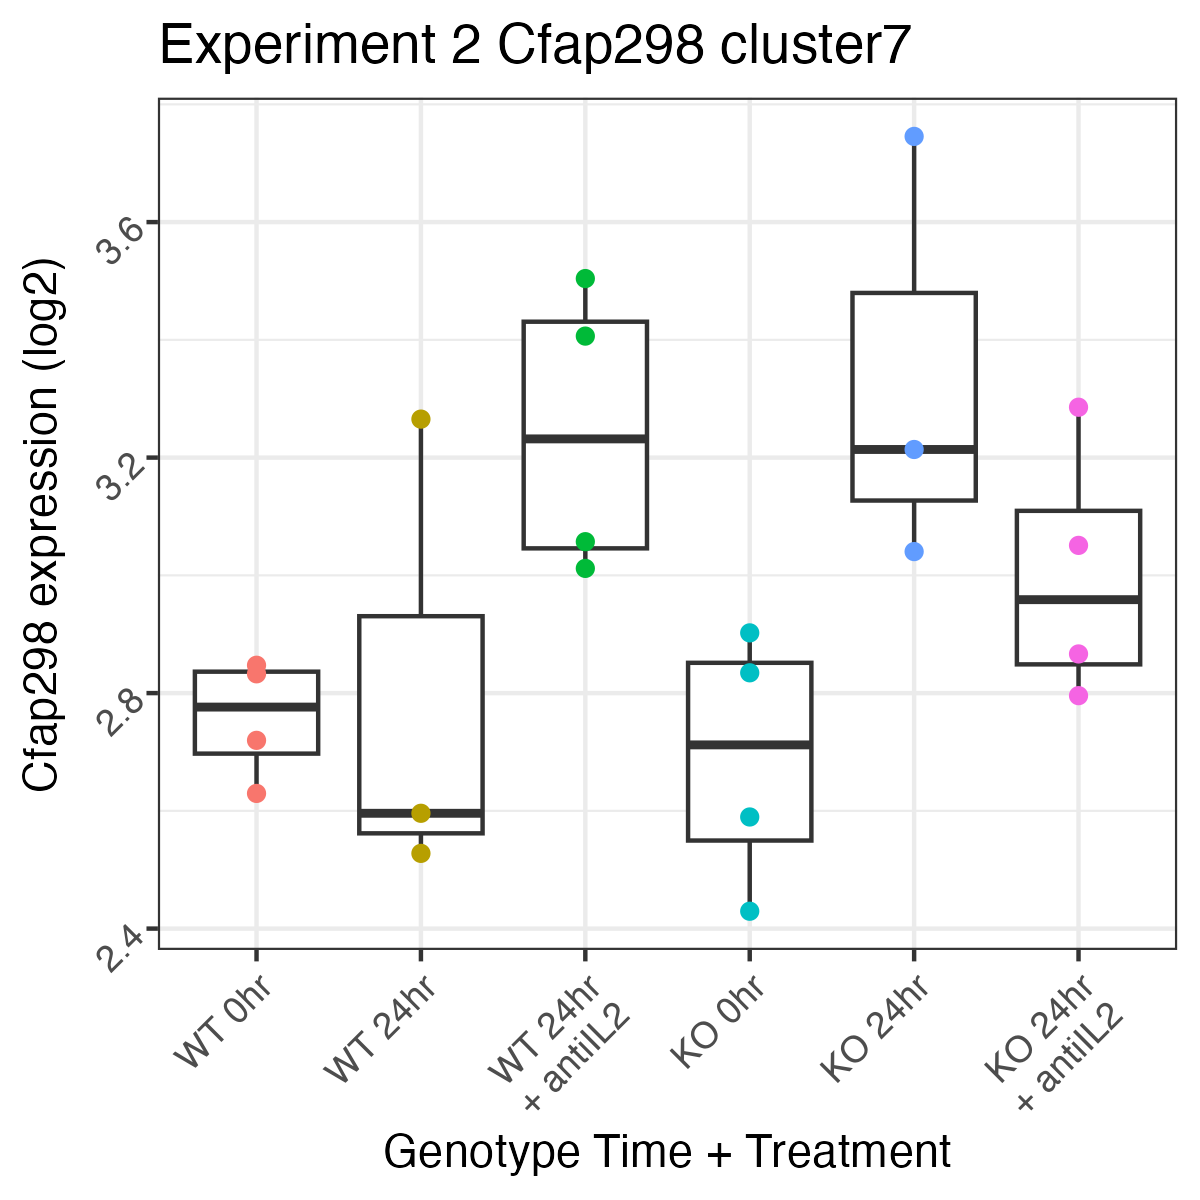 Experiment 2 Cfap298 cluster7
Cfap298 expression (log2)
3.6
3.2
2.8
2.4
WT 0hr
WT 24hr
WT 24hr
+ antiIL2
KO 0hr
KO 24hr
KO 24hr
+ antiIL2
Genotype Time + Treatment